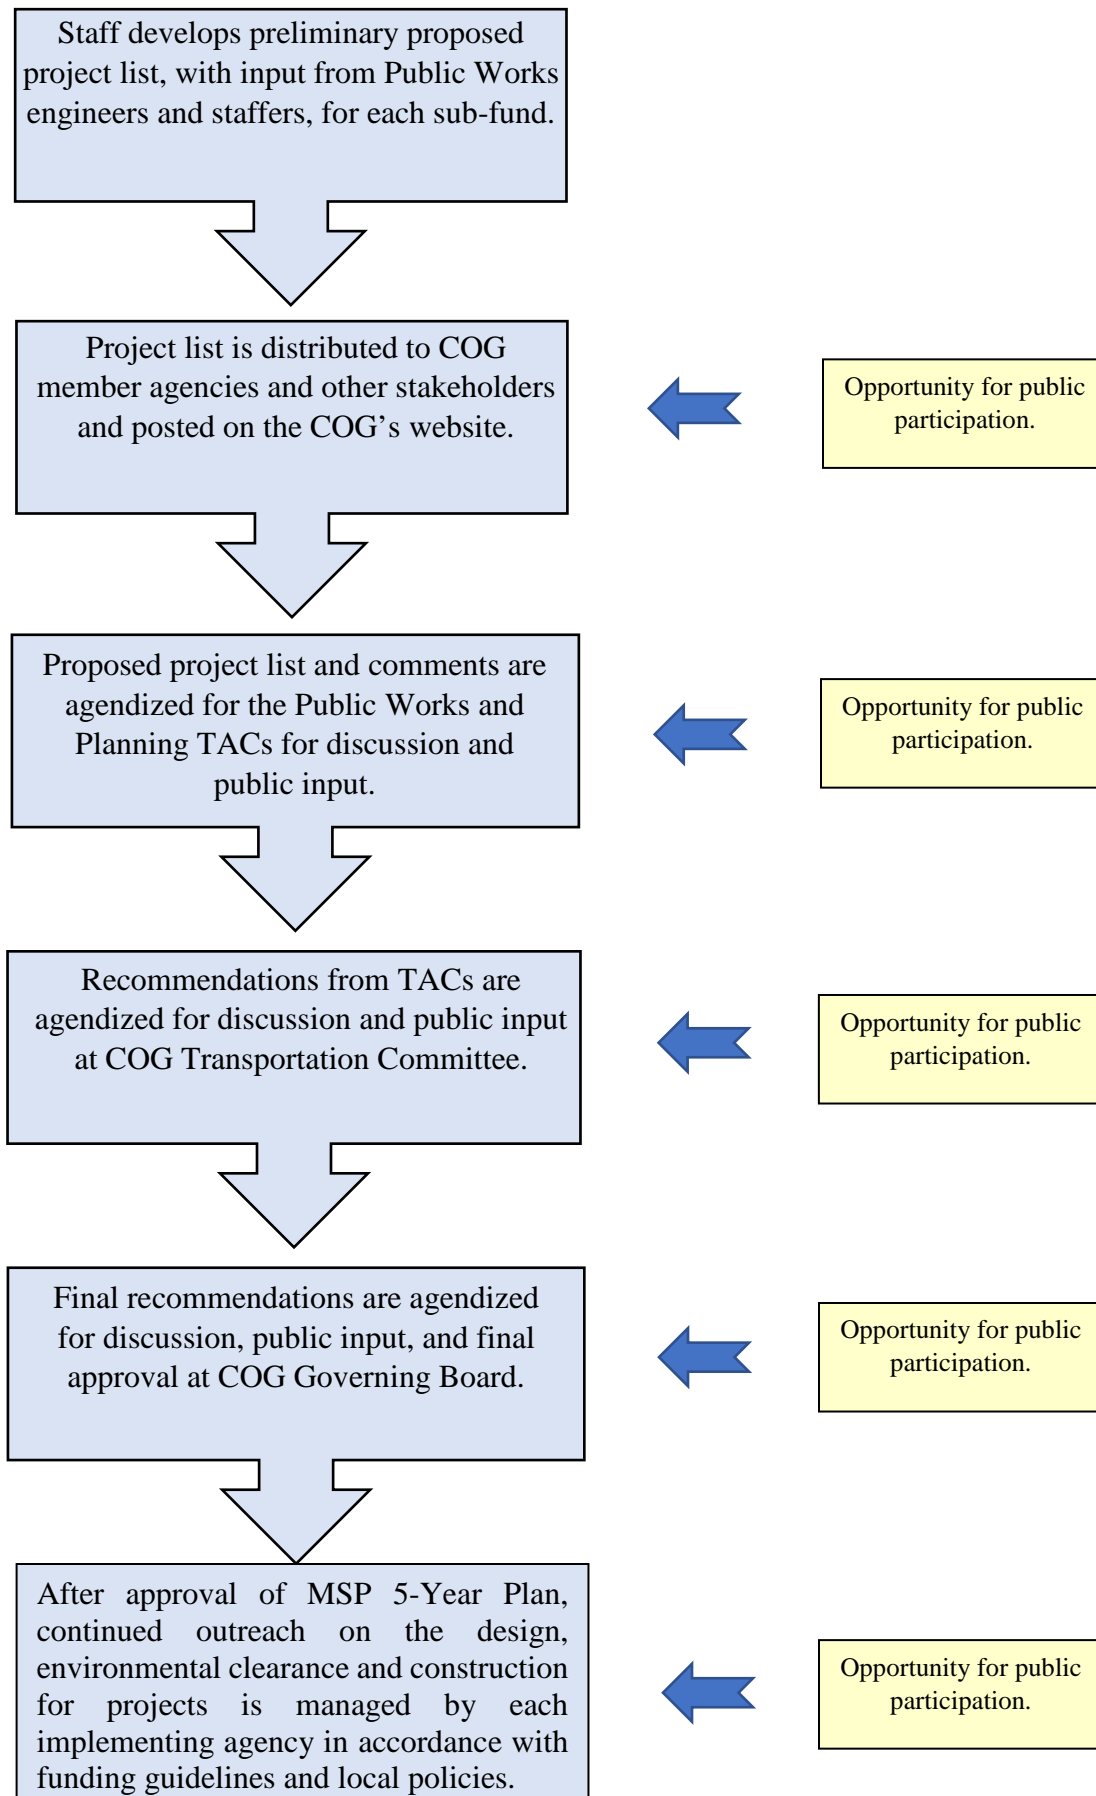 Staff develops preliminary proposed
project list, with input from Public Works
engineers and staffers, for each sub-fund.
Project list is distributed to COG
member agencies and other stakeholders
and posted on the COG’s website.
Opportunity for public
participation.
Proposed project list and comments are
agendized for the Public Works and
Planning TACs for discussion and
public input.
Opportunity for public
participation.
Recommendations from TACs are
agendized for discussion and public input
at COG Transportation Committee.
Opportunity for public
participation.
Final recommendations are agendized
for discussion, public input, and final
approval at COG Governing Board.
Opportunity for public
participation.
After approval of MSP 5-Year Plan,
continued outreach on the design,
environmental clearance and construction
for projects is managed by each
implementing agency in accordance with
funding guidelines and local policies.
Opportunity for public
participation.